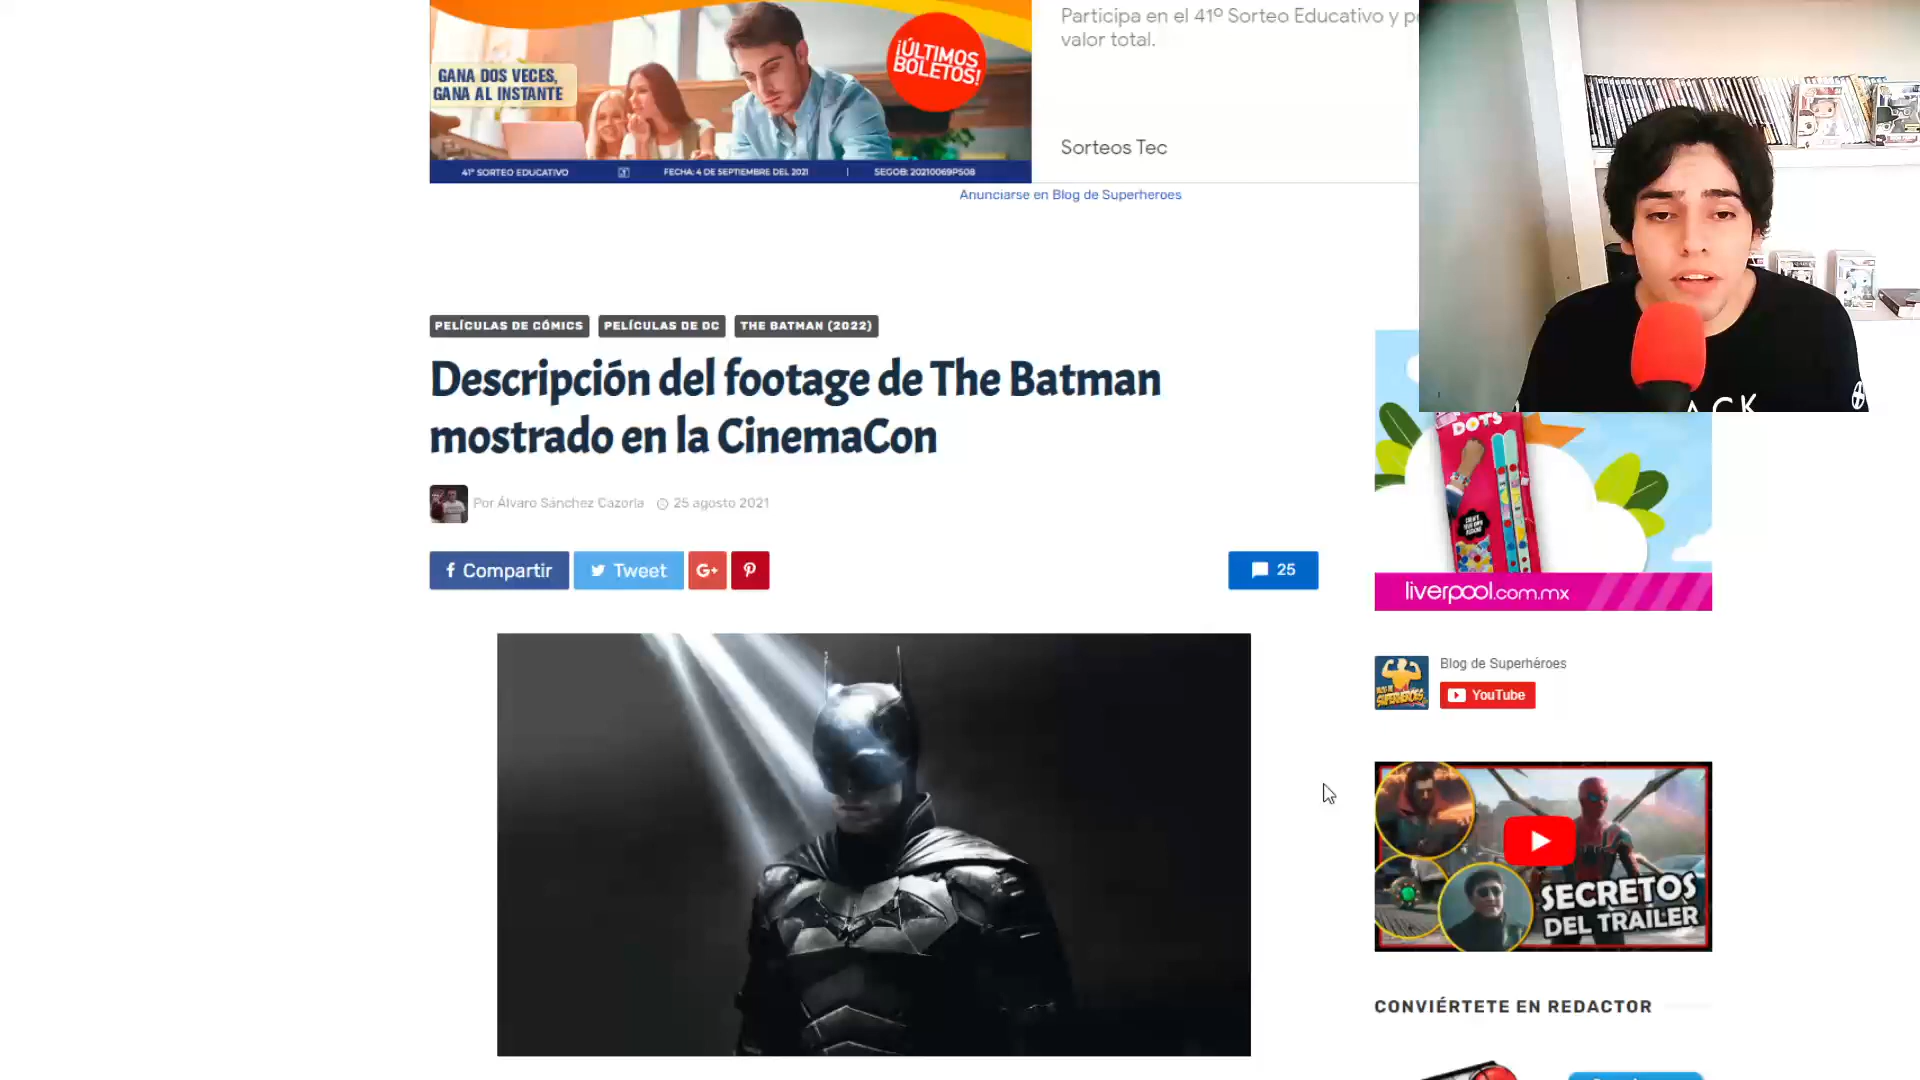 Participa en el 41º Sorteo Educativo y
valor total.
¡ÚLTIMOS
BOLETOS!
GANA DOS VECES,
GANA AL INSTANTE
Sorteos Tec
41º SORTEO EDUCATIVO
FECHA: 4 DE SEPTIEMBRE DEL 2021
SEGOB: 20210069PS08
Anunciarse en Blog de Superheroes
PELÍCULAS DE CÓMICS
PELÍCULAS DE DC
THE BATMAN (2022)
Descripción del footage de The Batman
mostrado en la CinemaCon
Por Álvaro Sánchez Cazorla
25 agosto 2021
Compartir
Tweet
G+
25
DOTS
liverpool.com.mx
Blog de Superhéroes
YouTube
SECRETOS
DEL TRAILER
CONVIÉRTETE EN REDACTOR